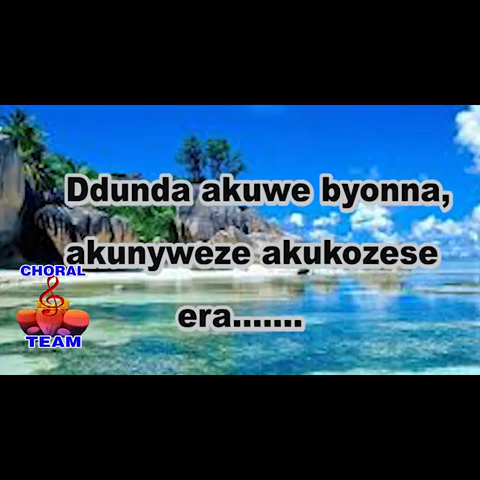 Ddunda akuwe byonna,
akunyweze akukozese
era.......
CHORAL
TEAM